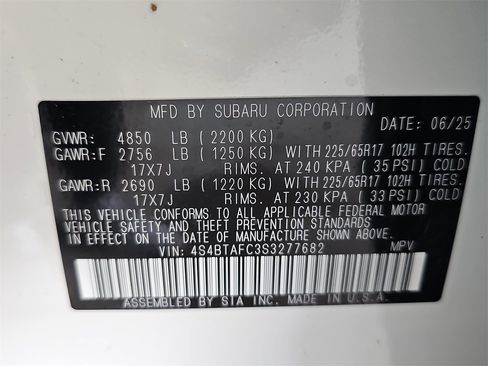 MFD BY SUBARU CORPORATION
DATE: 06/25
GVWR: 4850 LB (2200 KG)
GAWR:F 2756 LB (1250 KG) WITH 225/65R17 102H TIRES.
17X7J RIMS. AT 240 KPA (35 PSI) COLD
GAWR:R 2690 LB (1220 KG) WITH 225/65R17 102H TIRES.
17X7J RIMS. AT 230 KPA (33 PSI) COLD
THIS VEHICLE CONFORMS TO ALL APPLICABLE FEDERAL MOTOR
VEHICLE SAFETY AND THEFT PREVENTION STANDARDS
IN EFFECT ON THE DATE OF MANUFACTURE SHOWN ABOVE.
VIN: 4S4BTAFC3S3277682 MPV
ASSEMBLED BY SIA INC. MADE IN U.S.A.